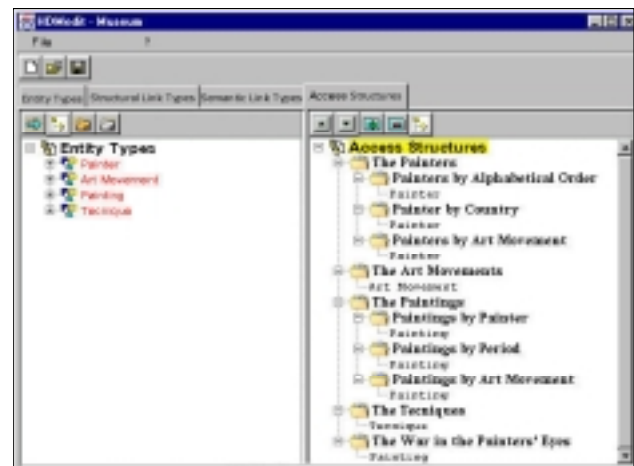 HDMedit - Museum
File ?
Entity Types Structural Link Types Semantic Link Types Access Structures
Entity Types
Painter
Art Movement
Painting
Tecnique
Access Structures
The Painters
Painters by Alphabetical Order
Painter
Painter by Country
Painter
Painters by Art Movement
Painter
The Art Movements
Art Movement
The Paintings
Paintings by Painter
Painting
Paintings by Period
Painting
Paintings by Art Movement
Painting
The Tecniques
Tecnique
The War in the Painters' Eyes
Painting